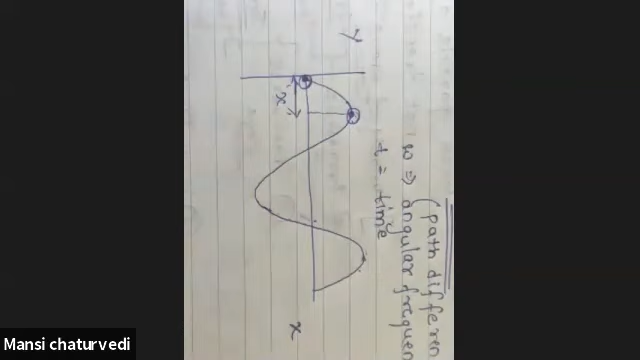 (path differen
w ⇒ angular frequen
t = time
y
x
x
Mansi chaturvedi